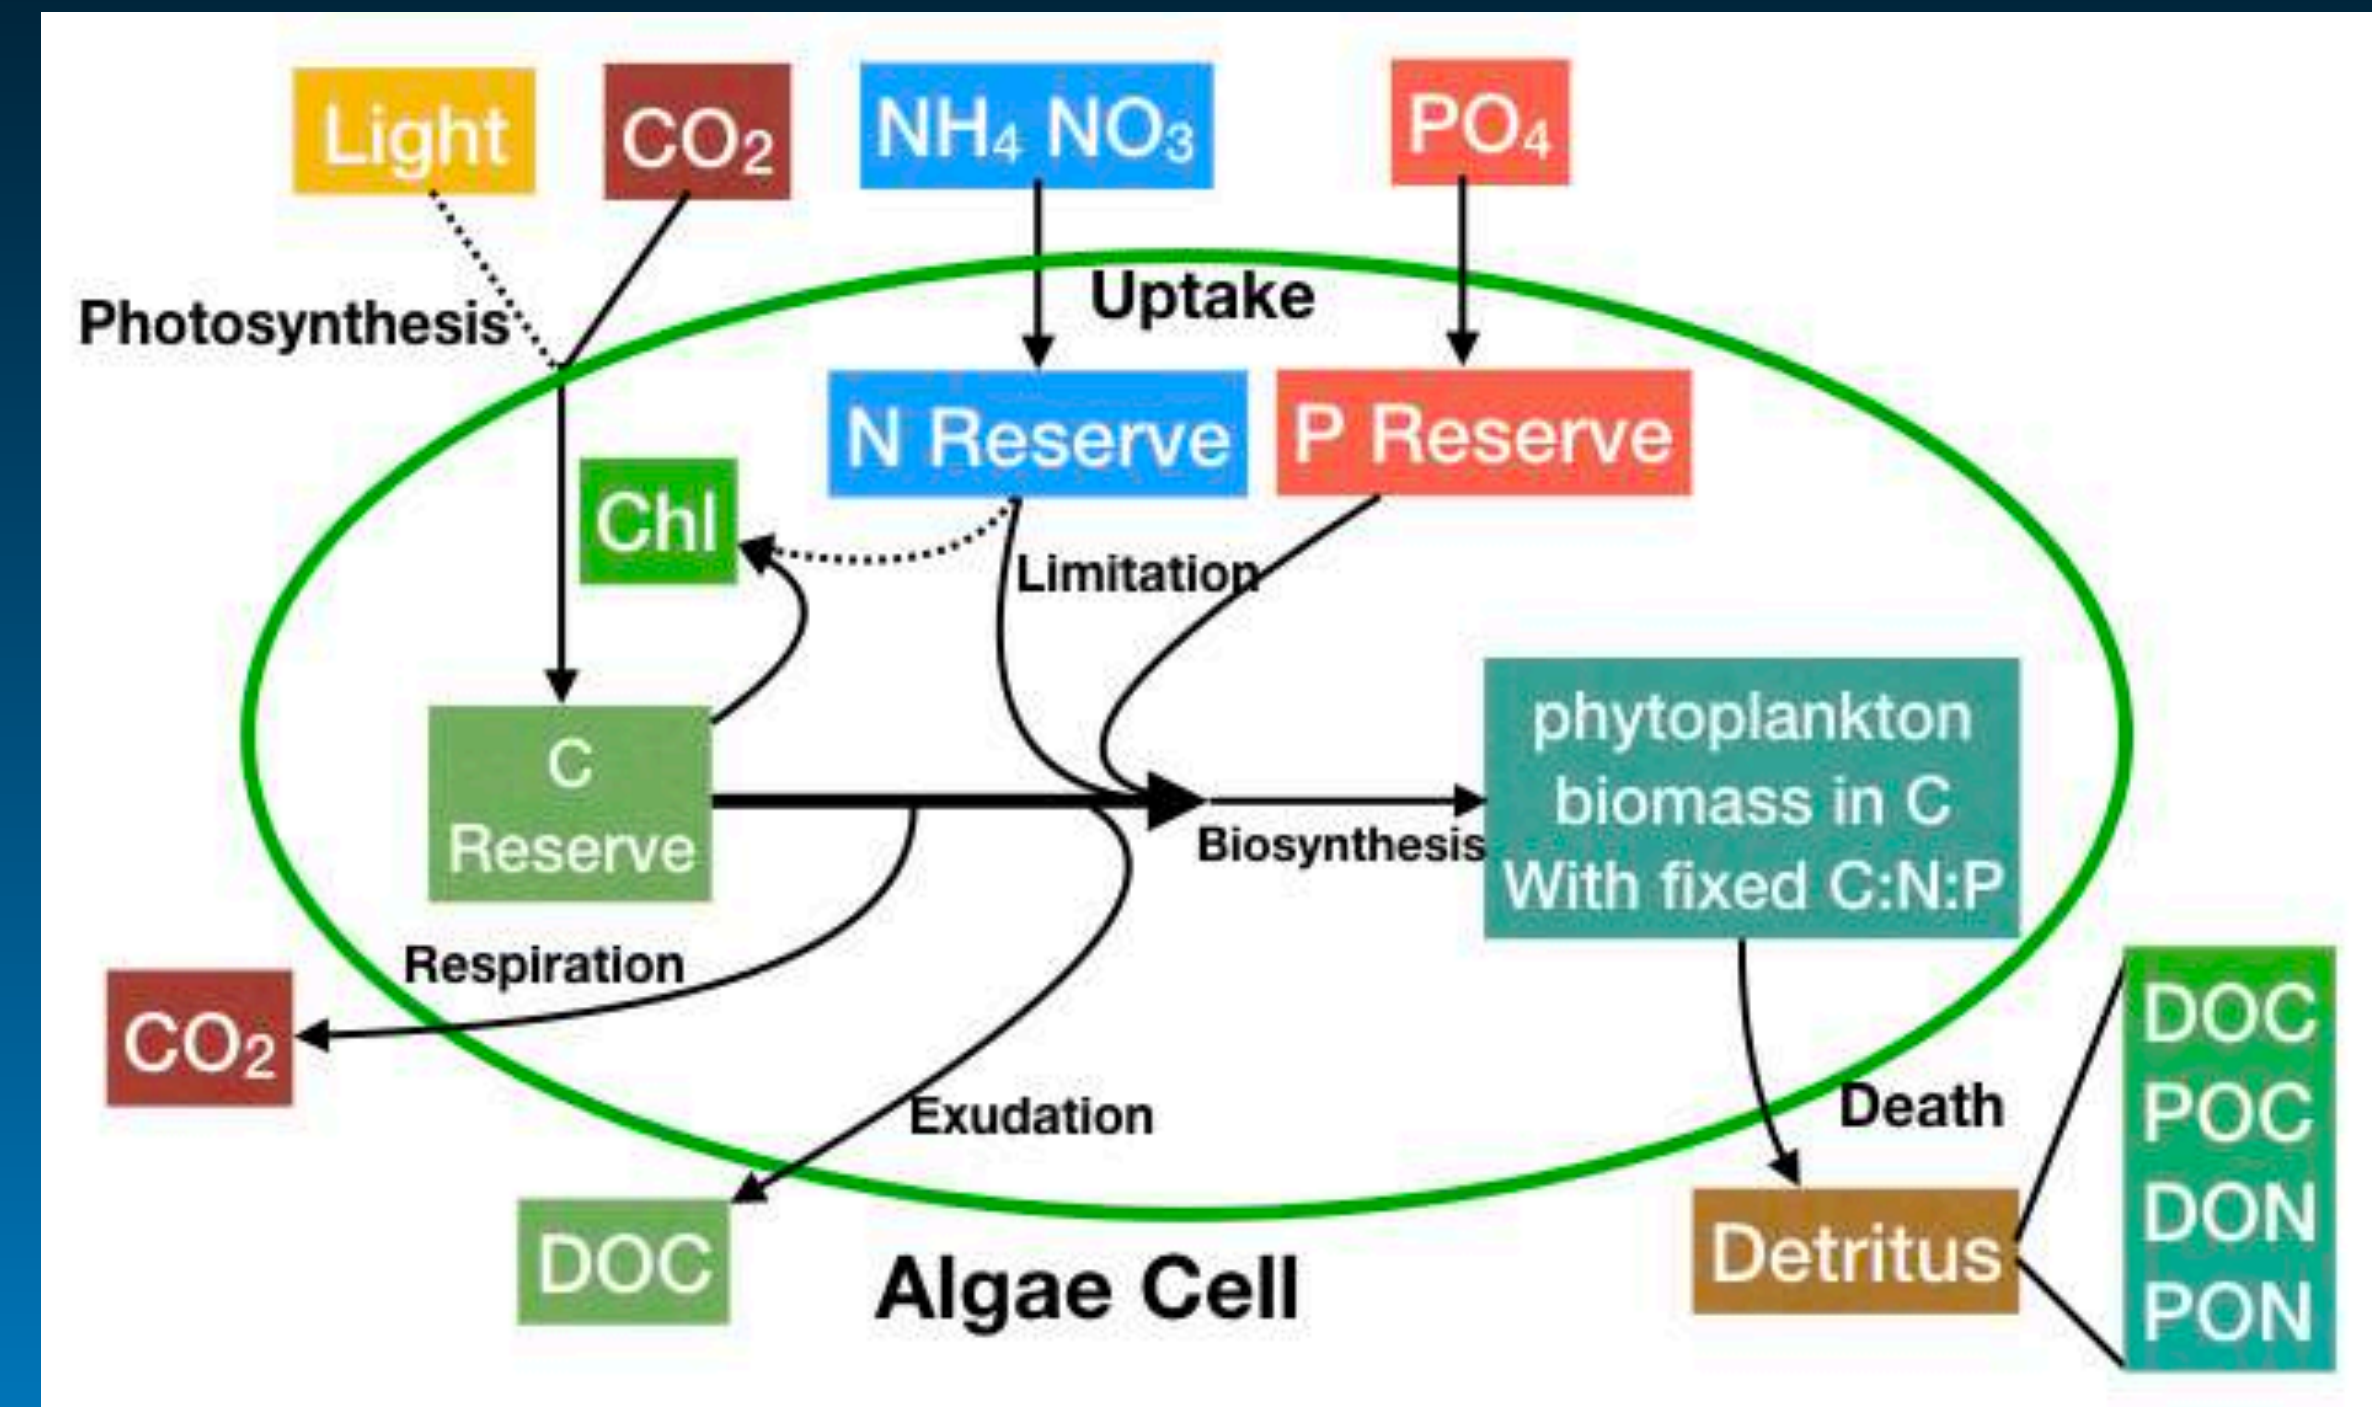 Light
CO₂
NH₄ NO₃
PO₄
Photosynthesis
Uptake
N Reserve
P Reserve
Chl
Limitation
C
Reserve
phytoplankton
biomass in C
With fixed C:N:P
Biosynthesis
Respiration
CO₂
Exudation
DOC
Death
Detritus
DOC
POC
DON
PON
Algae Cell